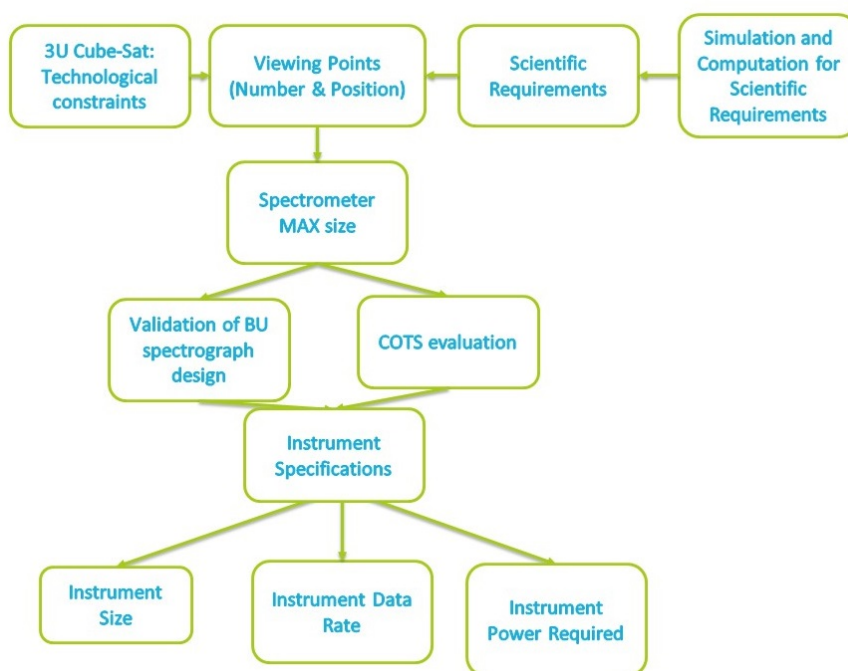 3U Cube-Sat:
Technological
constraints
Viewing Points
(Number & Position)
Scientific
Requirements
Simulation and
Computation for
Scientific
Requirements
Spectrometer
MAX size
Validation of BU
spectrograph
design
COTS evaluation
Instrument
Specifications
Instrument
Size
Instrument Data
Rate
Instrument
Power Required